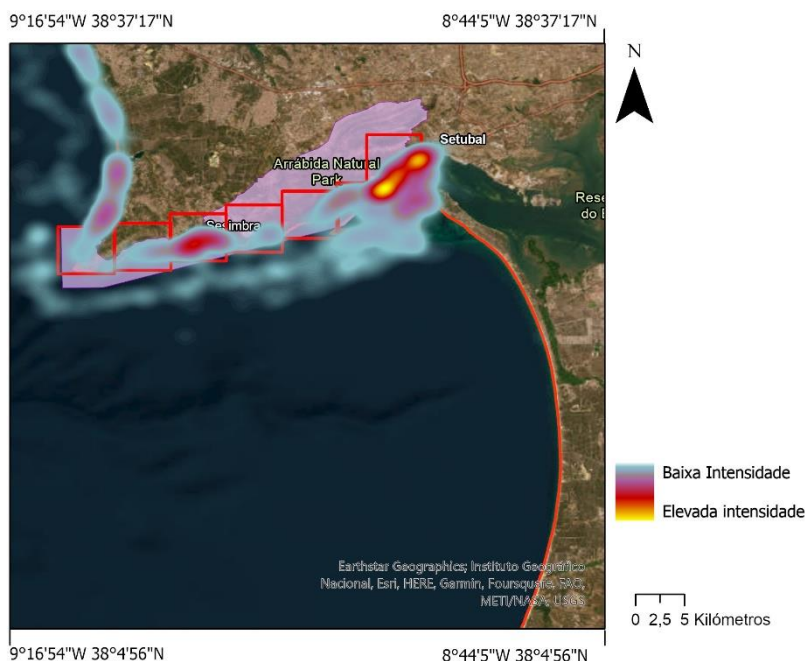 9°16'54"W 38°37'17"N
8°44'5"W 38°37'17"N
N
Setubal
Arrábida Natural
Park
Rese
do E
Sesimbra
Baixa Intensidade
Elevada intensidade
Earthstar Geographics; Instituto Geográfico
Nacional, Esri, HERE, Garmin, Foursquare, FAO,
METI/NASA, USGS
0 2,5 5 Kilómetros
9°16'54"W 38°4'56"N
8°44'5"W 38°4'56"N